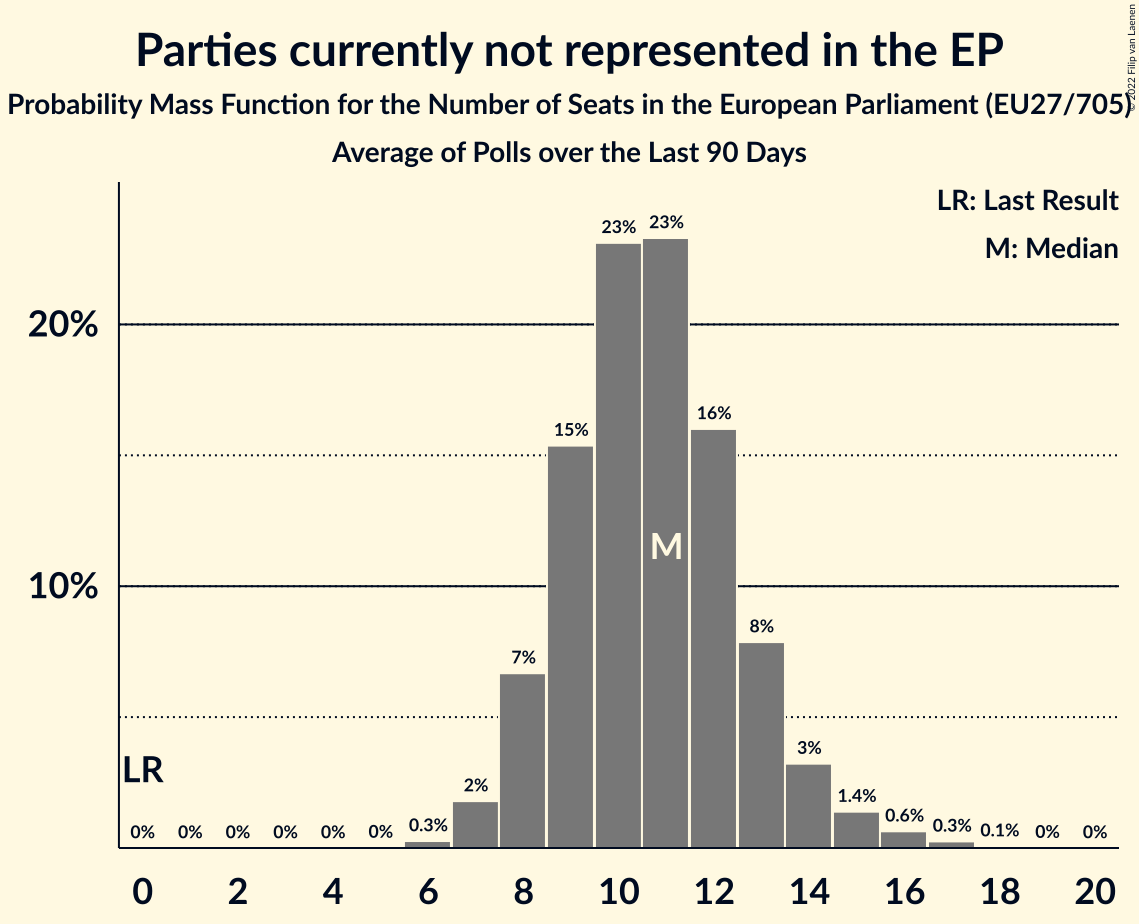 Parties currently not represented in the EP
Probability Mass Function for the Number of Seats in the European Parliament (EU27/705)
Average of Polls over the Last 90 Days
© 2022 Filip van Laenen
LR: Last Result
M: Median
20%
10%
LR
M
0% 0% 0% 0% 0% 0% 0.3% 2% 7% 15% 23% 23% 16% 8% 3% 1.4% 0.6% 0.3% 0.1% 0% 0%
0 2 4 6 8 10 12 14 16 18 20